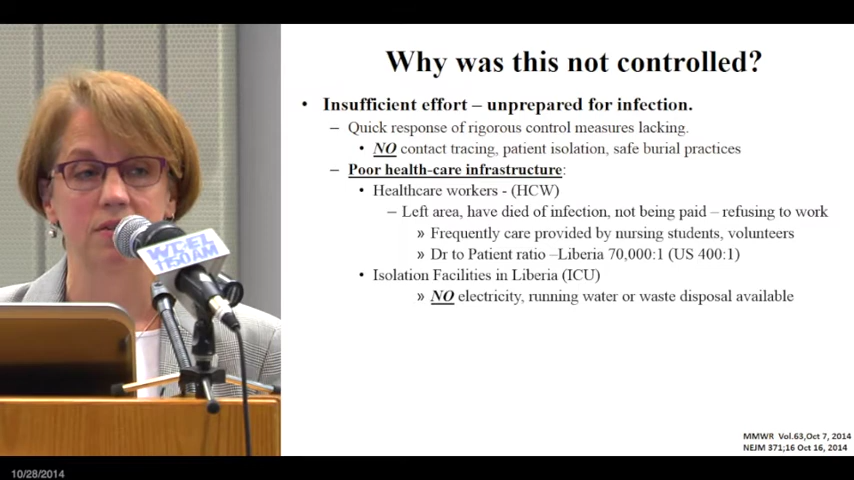 Why was this not controlled?
• Insufficient effort – unprepared for infection.
– Quick response of rigorous control measures lacking.
• NO contact tracing, patient isolation, safe burial practices
– Poor health-care infrastructure:
• Healthcare workers - (HCW)
– Left area, have died of infection, not being paid – refusing to work
» Frequently care provided by nursing students, volunteers
» Dr to Patient ratio –Liberia 70,000:1 (US 400:1)
• Isolation Facilities in Liberia (ICU)
» NO electricity, running water or waste disposal available
MMWR Vol.63,Oct 7, 2014
NEJM 371;16 Oct 16, 2014
1150AM
10/28/2014